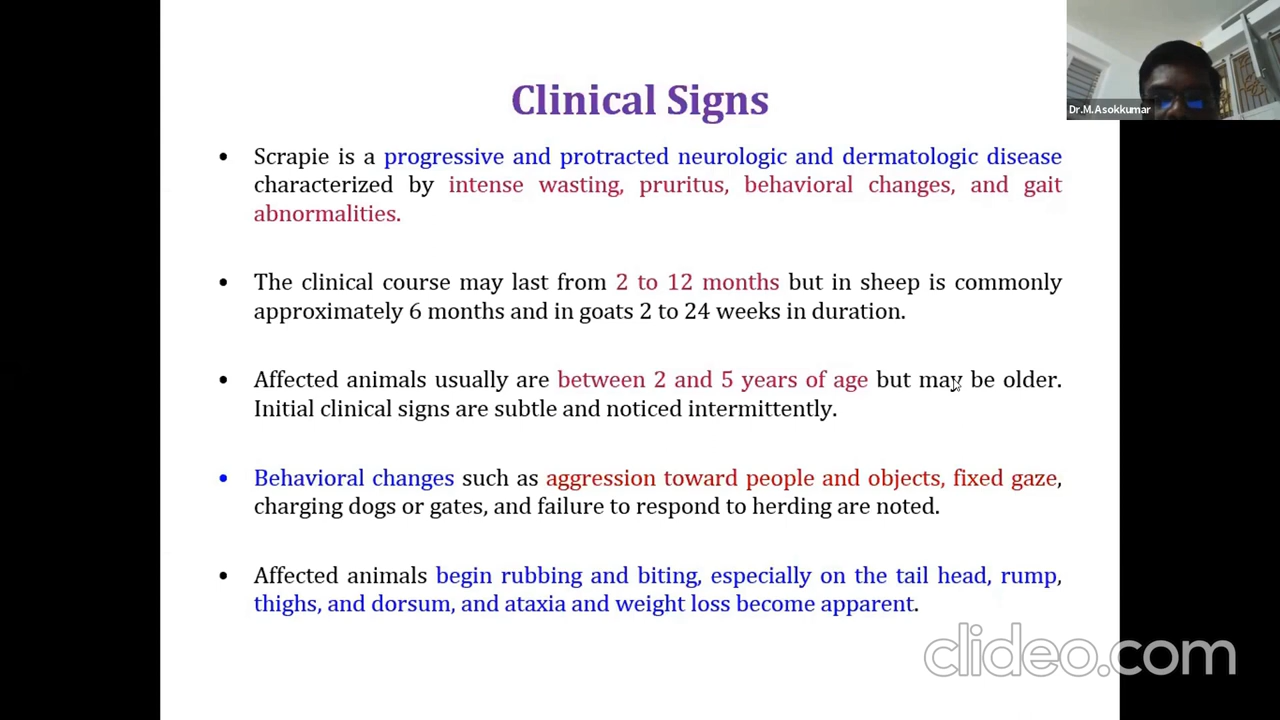 Clinical Signs
Dr.M.Asokkumar
• Scrapie is a progressive and protracted neurologic and dermatologic disease
characterized by intense wasting, pruritus, behavioral changes, and gait
abnormalities.
• The clinical course may last from 2 to 12 months but in sheep is commonly
approximately 6 months and in goats 2 to 24 weeks in duration.
• Affected animals usually are between 2 and 5 years of age but may be older.
Initial clinical signs are subtle and noticed intermittently.
• Behavioral changes such as aggression toward people and objects, fixed gaze,
charging dogs or gates, and failure to respond to herding are noted.
• Affected animals begin rubbing and biting, especially on the tail head, rump,
thighs, and dorsum, and ataxia and weight loss become apparent.
clideo.com